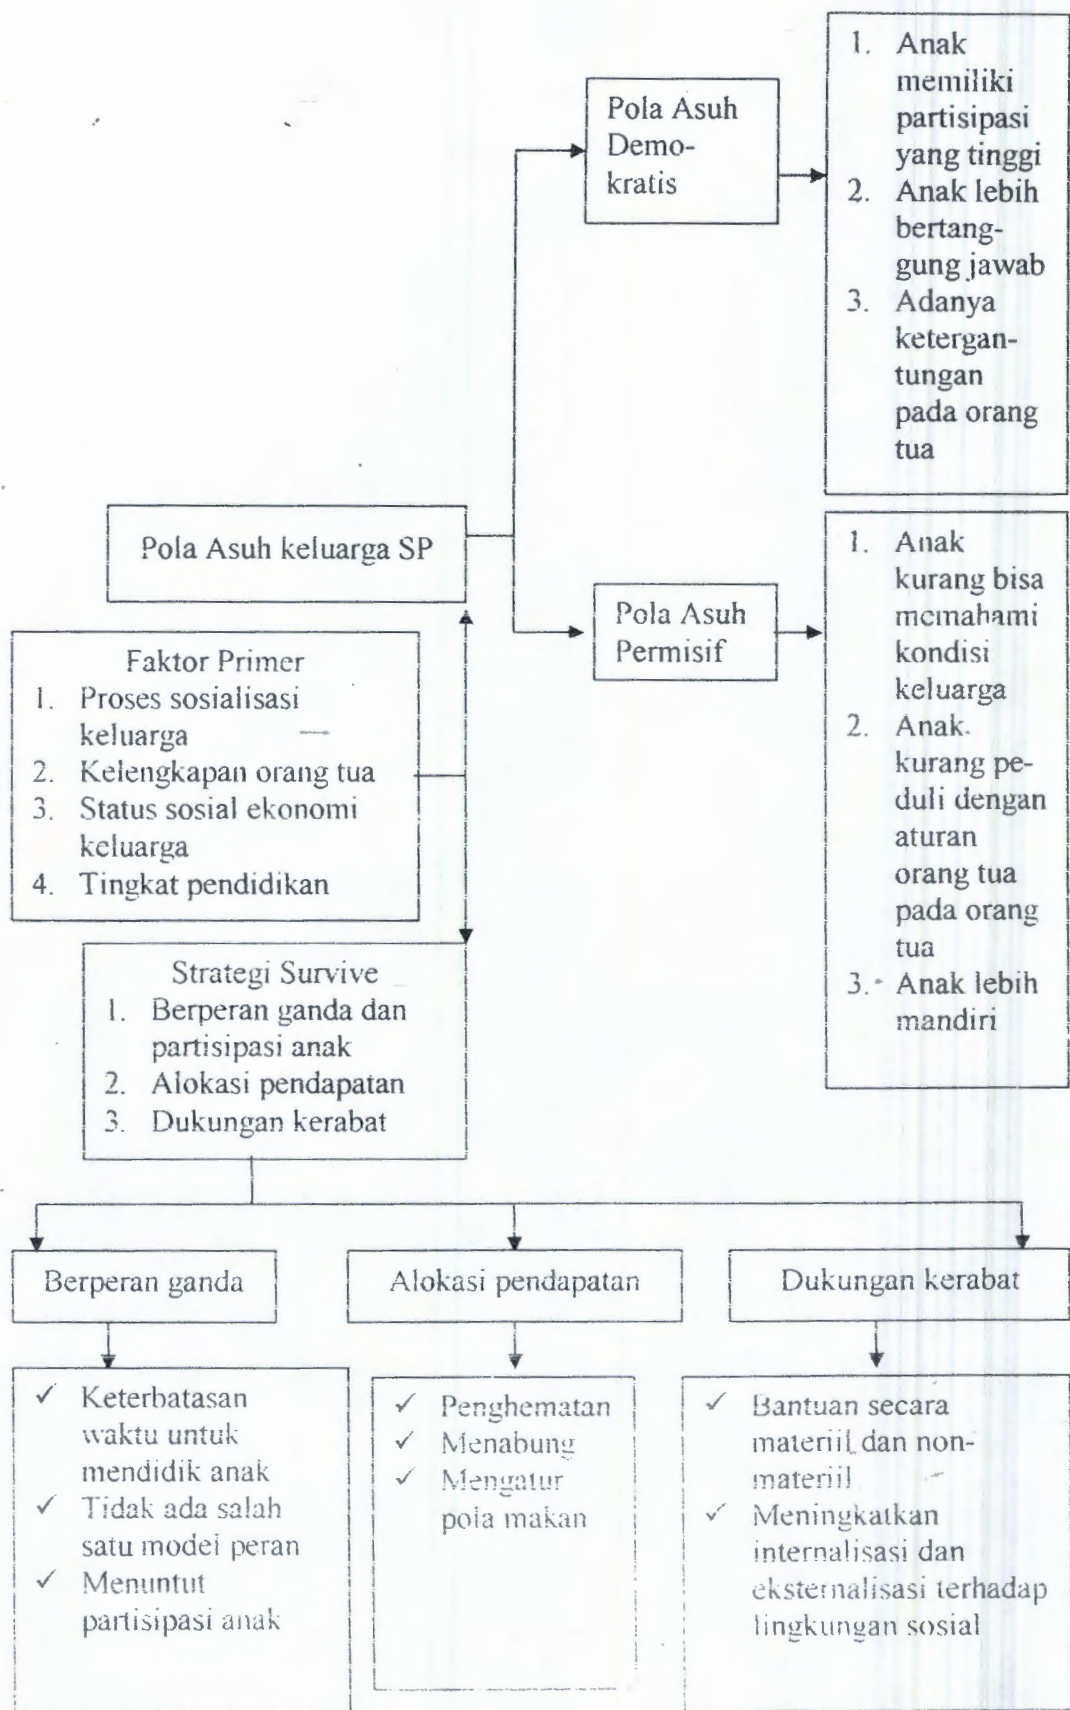 1. Anak
memiliki
partisipasi
yang tinggi
2. Anak lebih
bertang-
gung jawab
3. Adanya
ketergan-
tungan
pada orang
tua
Pola Asuh
Demo-
kratis
Pola Asuh keluarga SP
Pola Asuh
Permisif
1. Anak
kurang bisa
memahami
kondisi
keluarga
2. Anak
kurang pe-
duli dengan
aturan
orang tua
pada orang
tua
3. Anak lebih
mandiri
Faktor Primer
1. Proses sosialisasi
keluarga
2. Kelengkapan orang tua
3. Status sosial ekonomi
keluarga
4. Tingkat pendidikan
Strategi Survive
1. Berperan ganda dan
partisipasi anak
2. Alokasi pendapatan
3. Dukungan kerabat
Berperan ganda
Alokasi pendapatan
Dukungan kerabat
✓ Keterbatasan
waktu untuk
mendidik anak
✓ Tidak ada salah
satu model peran
✓ Menuntut
partisipasi anak
✓ Penghematan
✓ Menabung
✓ Mengatur
pola makan
✓ Bantuan secara
materiil dan non-
materiil
✓ Meningkatkan
internalisasi dan
eksternalisasi terhadap
lingkungan sosial